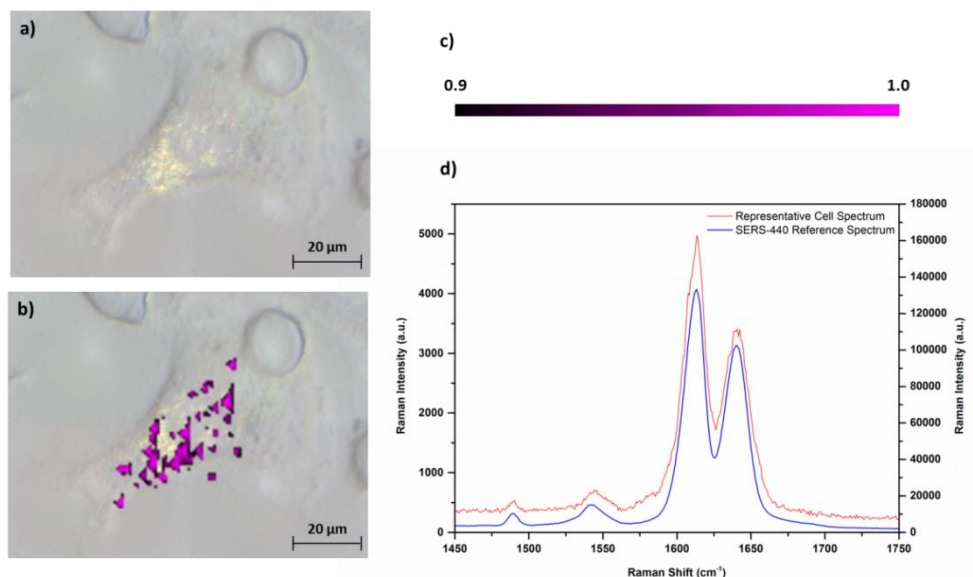 a)
20 µm
b)
20 µm
c)
0.9 1.0
d)
Representative Cell Spectrum
SERS-440 Reference Spectrum
Raman Intensity (a.u.)
5000
4000
3000
2000
1000
0
180000
160000
140000
120000
100000
80000
60000
40000
20000
0
Raman Intensity (a.u.)
1450 1500 1550 1600 1650 1700 1750
Raman Shift (cm⁻¹)